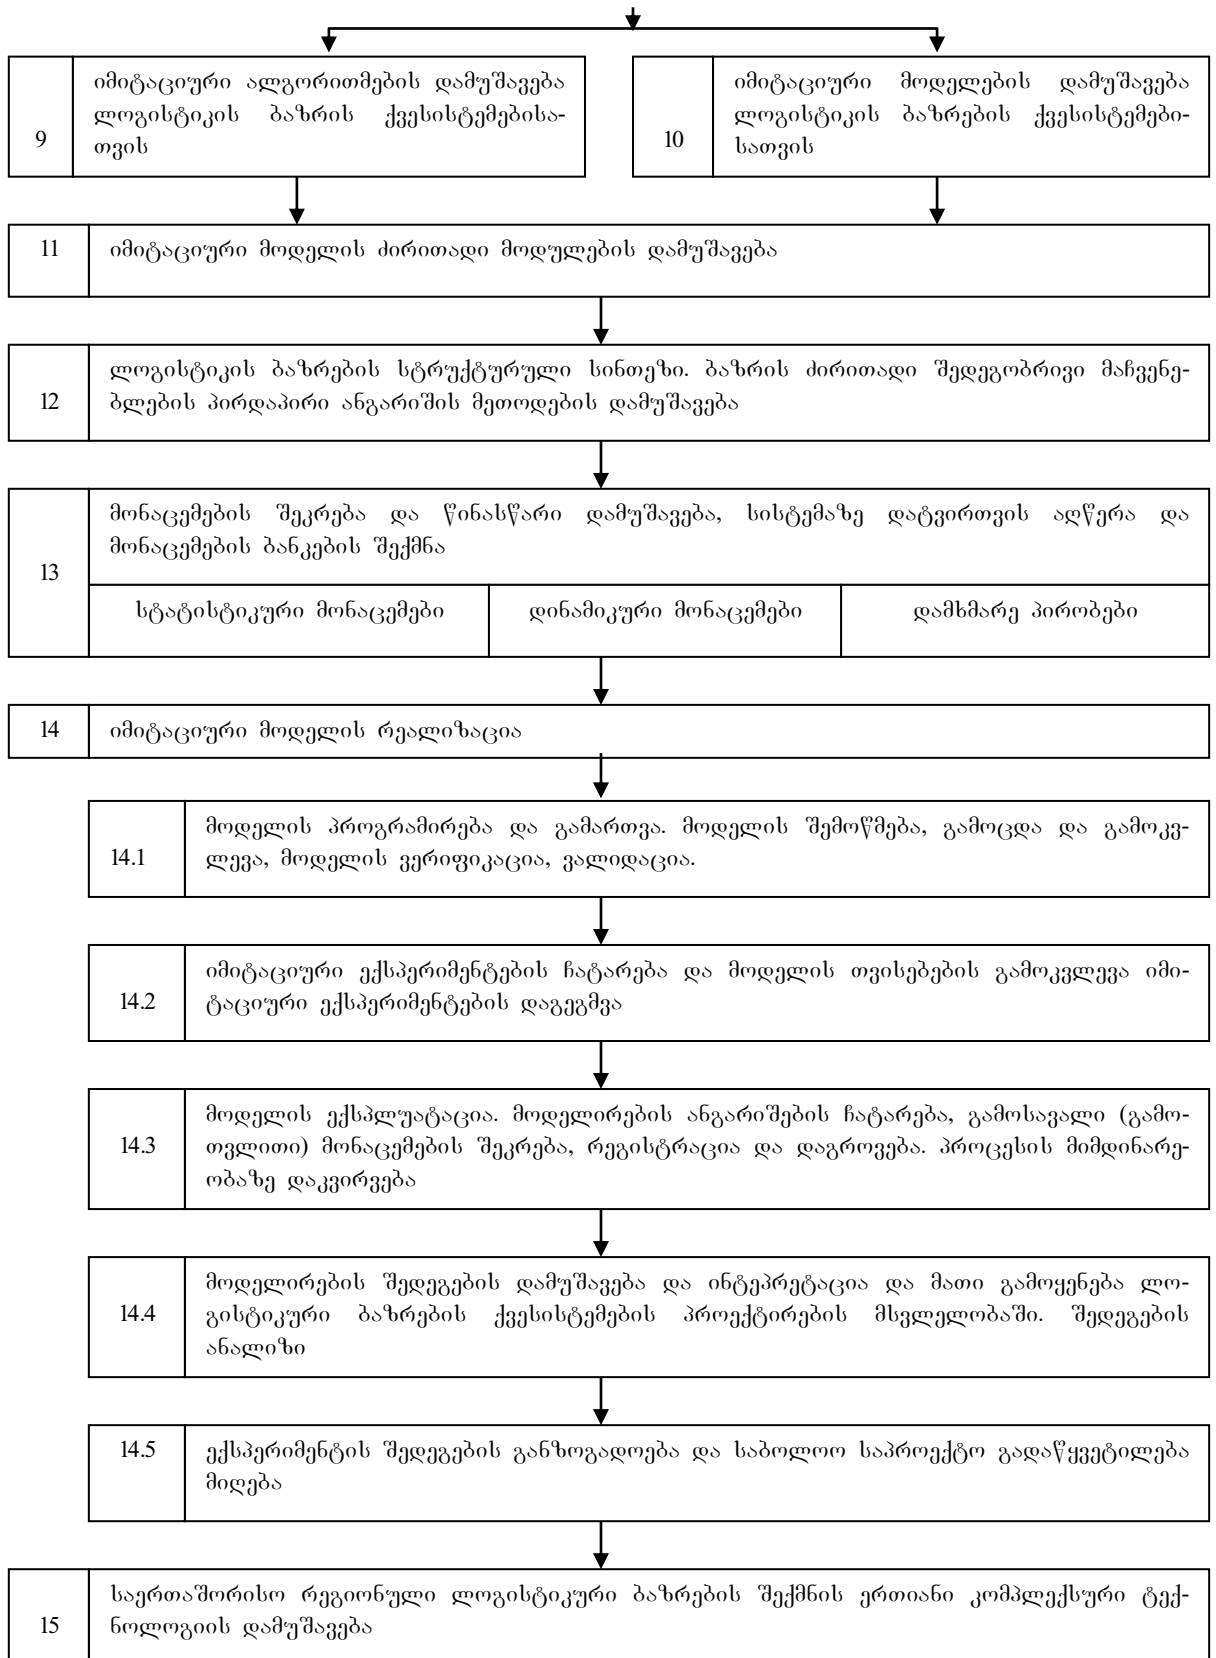 9
იმიტაციური ალგორითმების დამუშავება
ლოგისტიკის ბაზრის ქვესისტემებისა-
თვის
10
იმიტაციური მოდელების დამუშავება
ლოგისტიკის ბაზრების ქვესისტემები-
სათვის
11
იმიტაციური მოდელის ძირითადი მოდულების დამუშავება
12
ლოგისტიკის ბაზრების სტრუქტურული სინთეზი. ბაზრის ძირითადი შედეგობრივი მაჩვენე-
ბლების პირდაპირი ანგარიშის მეთოდების დამუშავება
13
მონაცემების შეკრება და წინასწარი დამუშავება, სისტემაზე დატვირთვის აღწერა და
მონაცემების ბანკების შექმნა
სტატისტიკური მონაცემები
დინამიკური მონაცემები
დამხმარე პირობები
14
იმიტაციური მოდელის რეალიზაცია
14.1
მოდელის პროგრამირება და გამართვა. მოდელის შემოწმება, გამოცდა და გამოკვ-
ლევა, მოდელის ვერიფიკაცია, ვალიდაცია.
14.2
იმიტაციური ექსპერიმენტების ჩატარება და მოდელის თვისებების გამოკვლევა იმი-
ტაციური ექსპერიმენტების დაგეგმვა
14.3
მოდელის ექსპლუატაცია. მოდელირების ანგარიშების ჩატარება, გამოსავალი (გამო-
თვლითი) მონაცემების შეკრება, რეგისტრაცია და დაგროვება. პროცესის მიმდინარე-
ობაზე დაკვირვება
14.4
მოდელირების შედეგების დამუშავება და ინტეპრეტაცია და მათი გამოყენება ლო-
გისტიკური ბაზრების ქვესისტემების პროექტირების მსვლელობაში. შედეგების
ანალიზი
14.5
ექსპერიმენტის შედეგების განზოგადოება და საბოლოო საპროექტო გადაწყვეტილება
მიღება
15
საერთაშორისო რეგიონული ლოგისტიკური ბაზრების შექმნის ერთიანი კომპლექსური ტექ-
ნოლოგიის დამუშავება